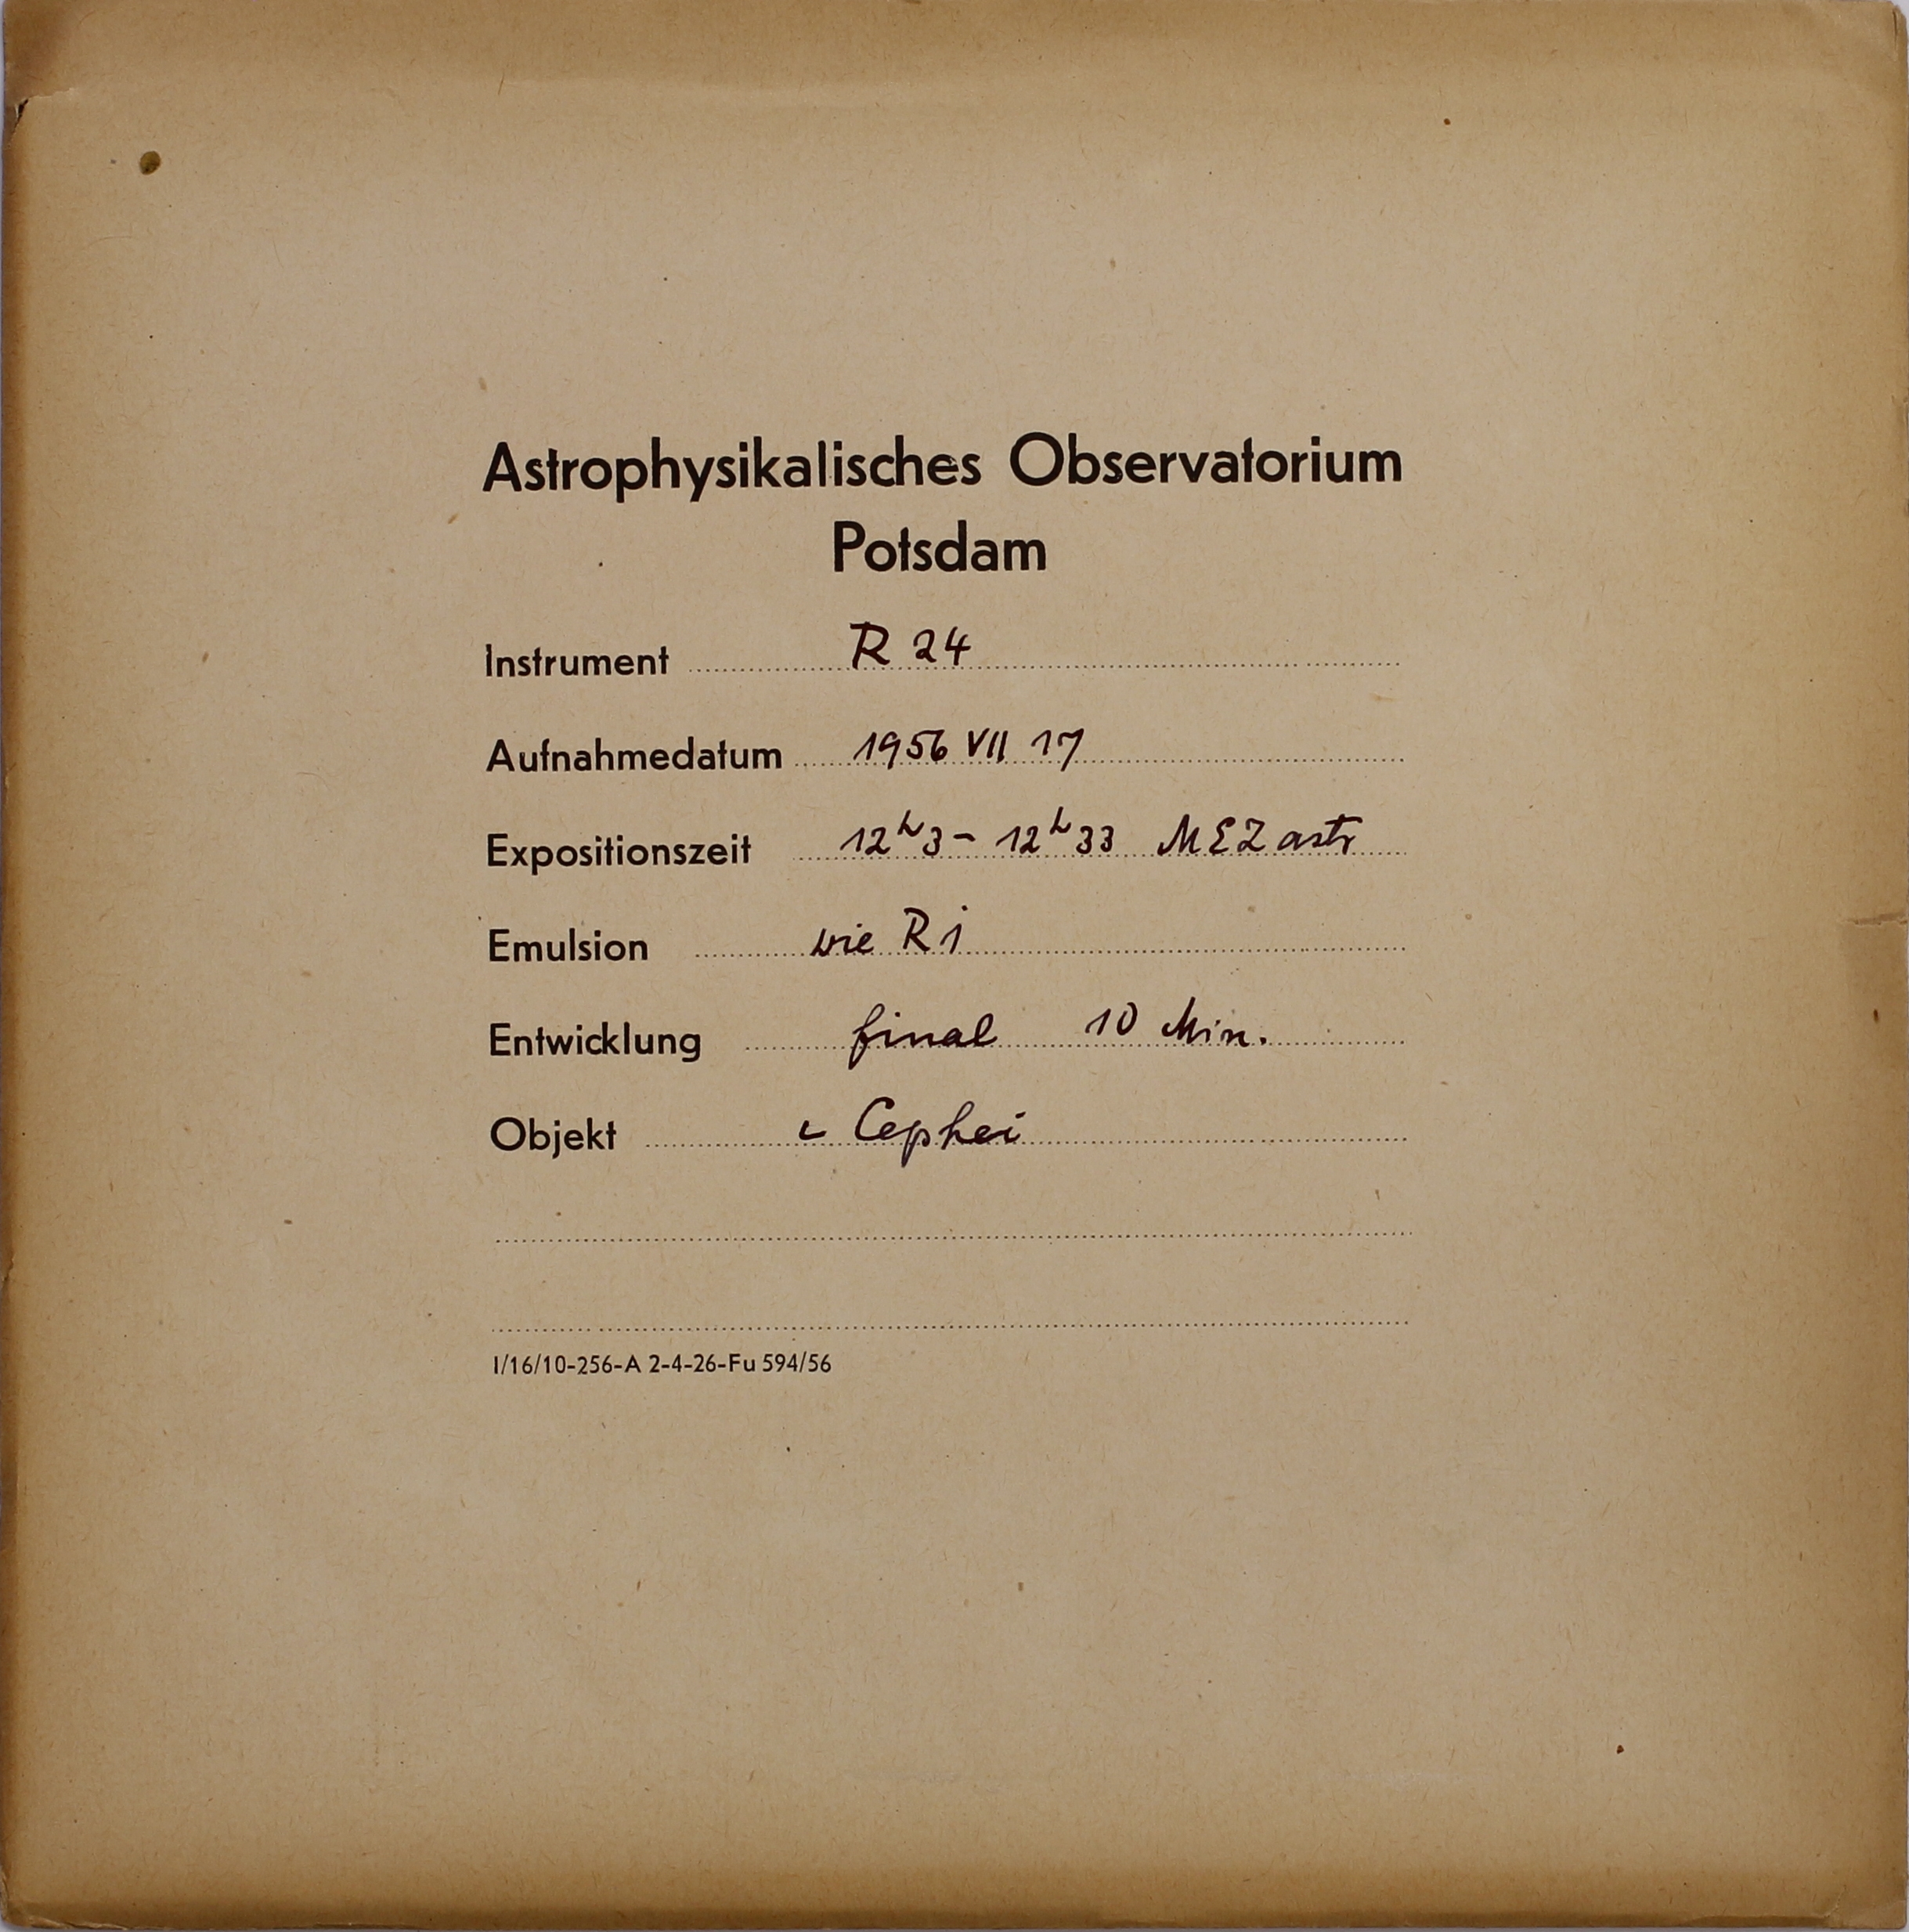 Astrophysikalisches Observatorium
Potsdam
Instrument R 24
Aufnahmedatum 1956 VII 17
Expositionszeit 12h3 - 12h33 MEZ astr
Emulsion wie R1
Entwicklung final 10 Min.
Objekt ι Cephei
I/16/10-256-A 2-4-26-Fu 594/56